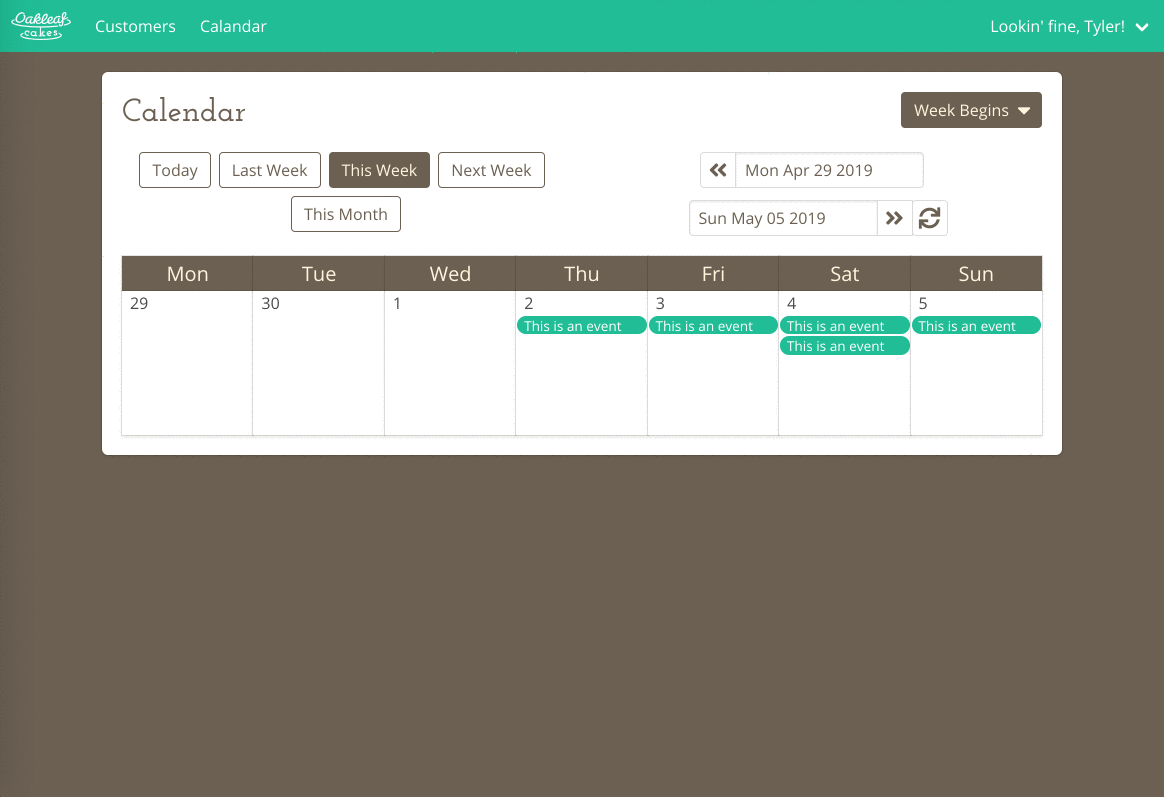 Oakleaf cakes Customers Calandar Lookin' fine, Tyler!
Calendar Week Begins
Today Last Week This Week Next Week Mon Apr 29 2019
This Month Sun May 05 2019
Mon Tue Wed Thu Fri Sat Sun
29 30 1 2 3 4 5
This is an event This is an event This is an event This is an event
This is an event